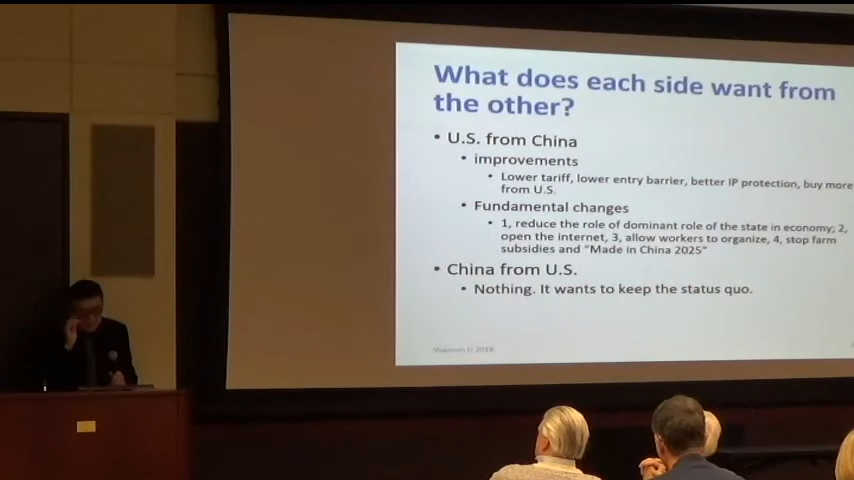 What does each side want from
the other?
• U.S. from China
• improvements
• Lower tariff, lower entry barrier, better IP protection, buy more
from U.S.
• Fundamental changes
• 1, reduce the role of dominant role of the state in economy; 2,
open the internet, 3, allow workers to organize, 4, stop farm
subsidies and "Made in China 2025"
• China from U.S.
• Nothing. It wants to keep the status quo.
2018